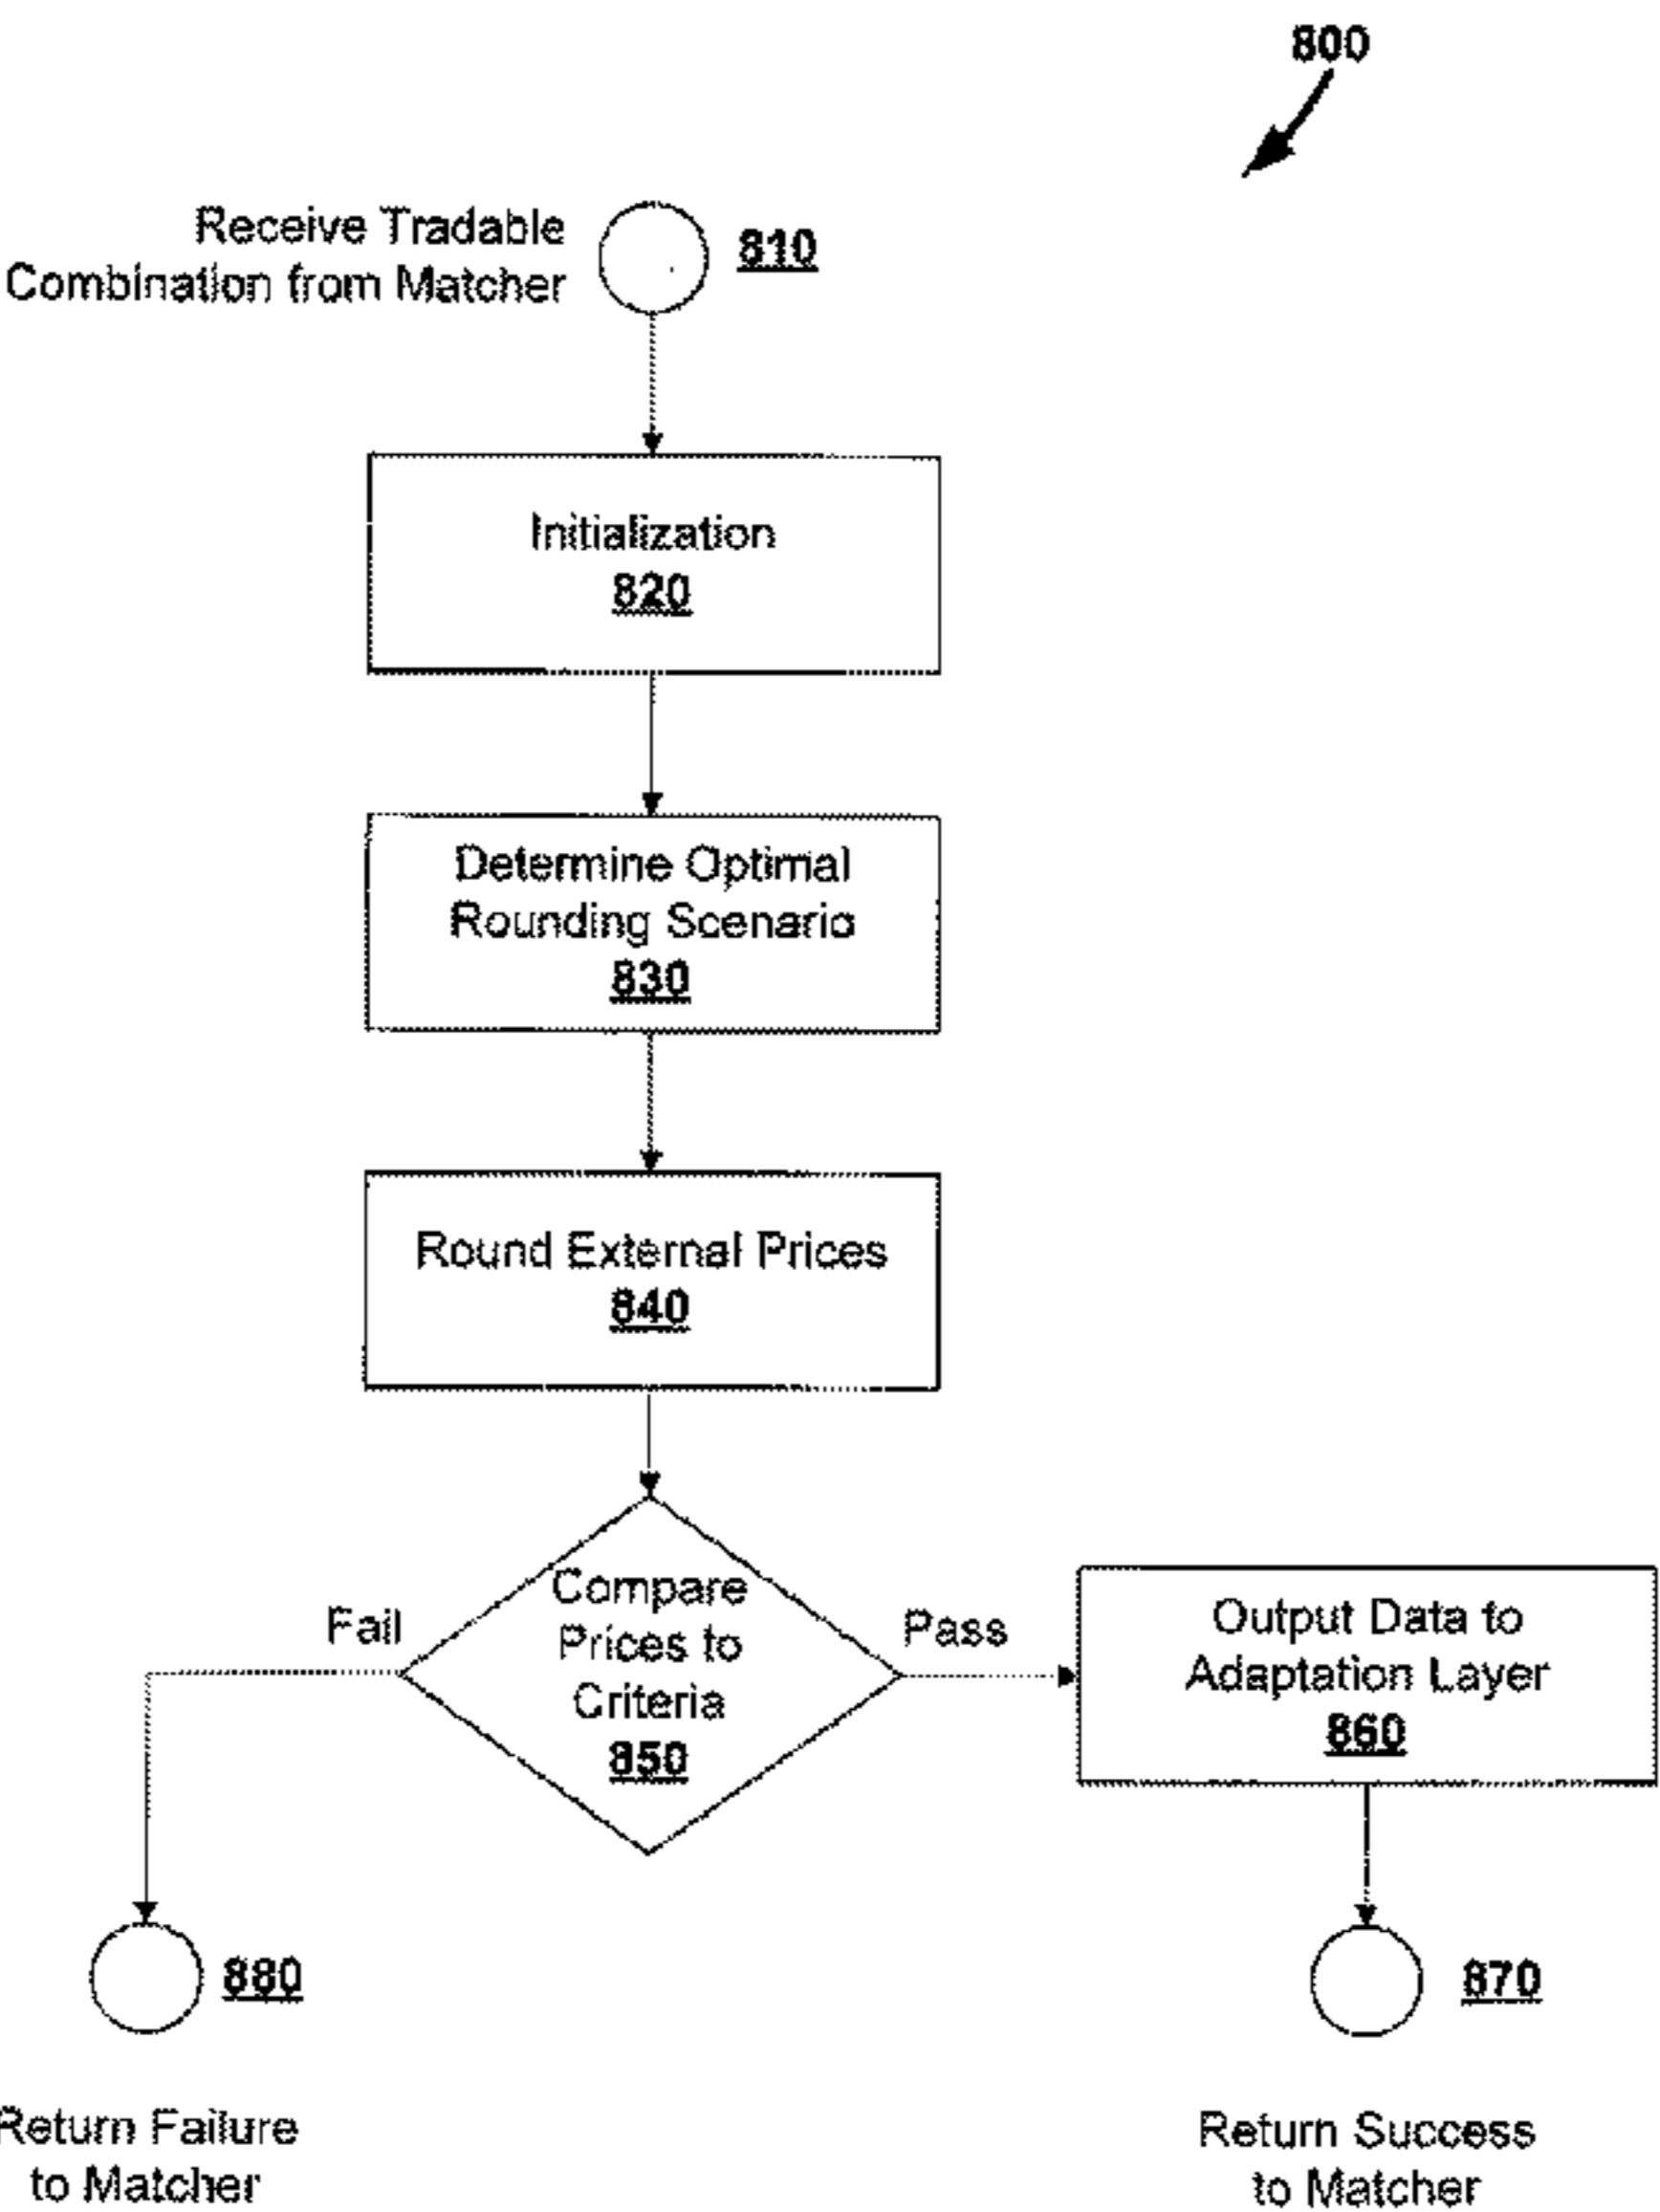 800
Receive Tradable
Combination from Matcher
810
Initialization
820
Determine Optimal
Rounding Scenario
830
Round External Prices
840
Compare
Prices to
Criteria
850
Fail
Pass
Output Data to
Adaptation Layer
860
880
870
Return Failure
to Matcher
Return Success
to Matcher